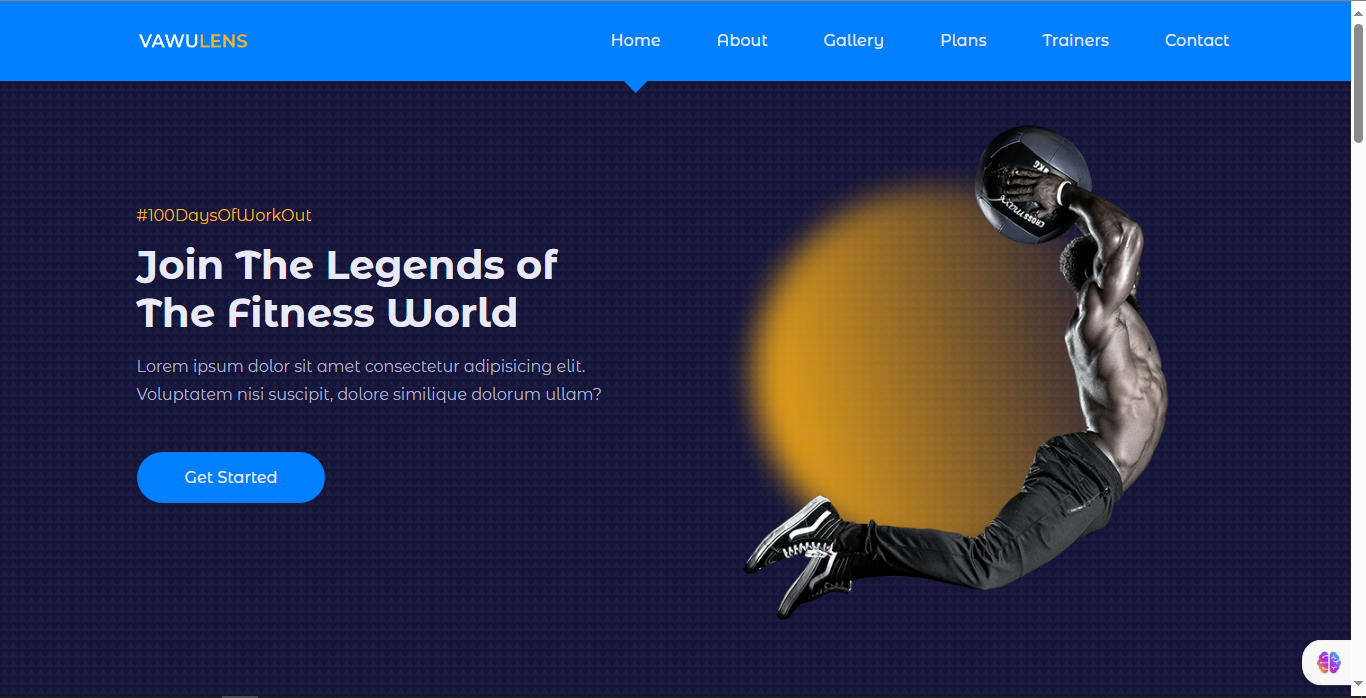 VAWULENS
Home About Gallery Plans Trainers Contact
#100DaysOfWorkOut
Join The Legends of
The Fitness World
Lorem ipsum dolor sit amet consectetur adipisicing elit.
Voluptatem nisi suscipit, dolore similique dolorum ullam?
Get Started